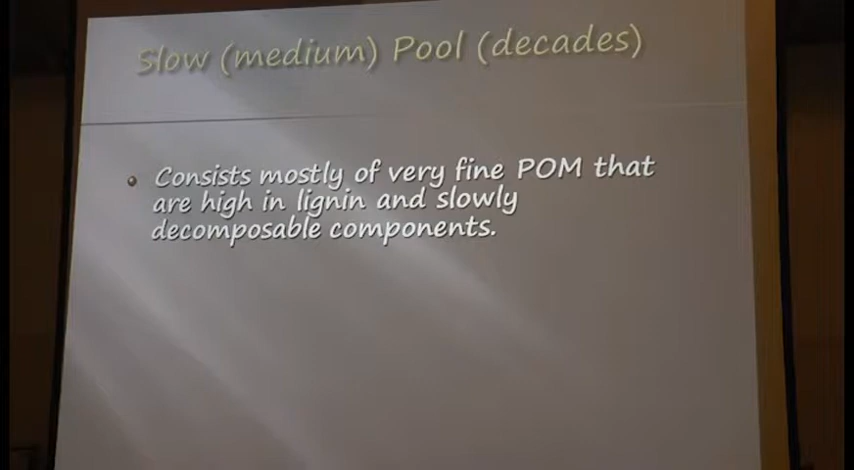 Slow (medium) Pool (decades)
Consists mostly of very fine POM that
are high in lignin and slowly
decomposable components.